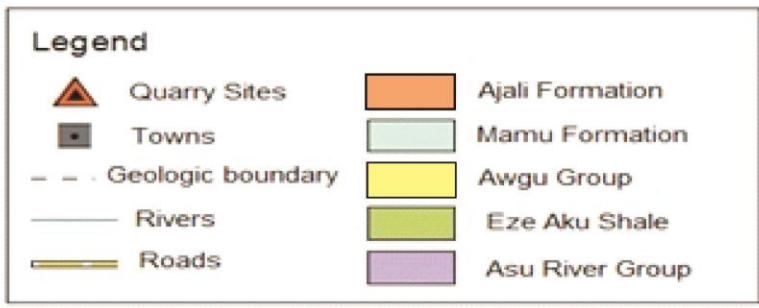 Legend
Quarry Sites
Towns
Geologic boundary
Rivers
Roads
Ajali Formation
Mamu Formation
Awgu Group
Eze Aku Shale
Asu River Group